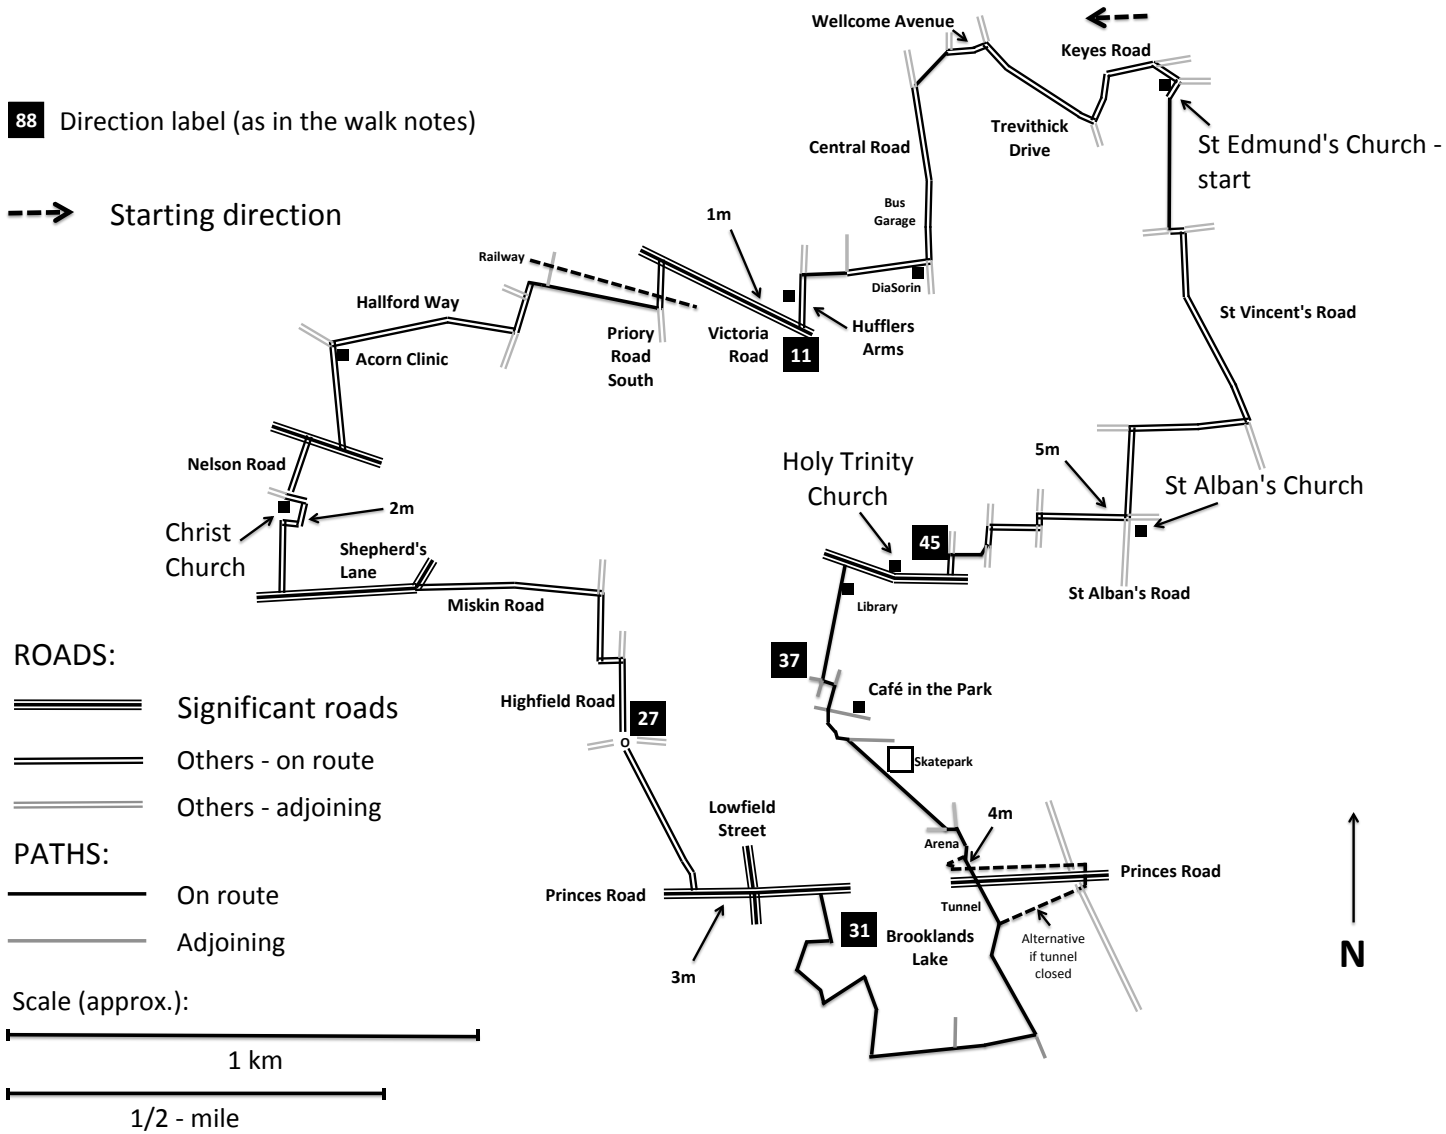 Wellcome Avenue
Keyes Road
88 Direction label (as in the walk notes)
Trevithick
Drive
Central Road
St Edmund's Church -
start
Starting direction
Bus
Garage
1m
Railway
DiaSorin
Hallford Way
St Vincent's Road
Hufflers
Arms
Victoria
Road
11
Priory
Road
South
Acorn Clinic
Nelson Road
Holy Trinity
Church
5m
St Alban's Church
2m
Christ
Church
45
Shepherd's
Lane
Miskin Road
Library
St Alban's Road
ROADS:
37
Café in the Park
Significant roads
Highfield Road
27
O
Others - on route
Skatepark
Others - adjoining
Lowfield
Street
4m
PATHS:
Arena
Princes Road
Princes Road
On route
Tunnel
31
Brooklands
Lake
Alternative
if tunnel
closed
Adjoining
3m
N
Scale (approx.):
1 km
1/2 - mile